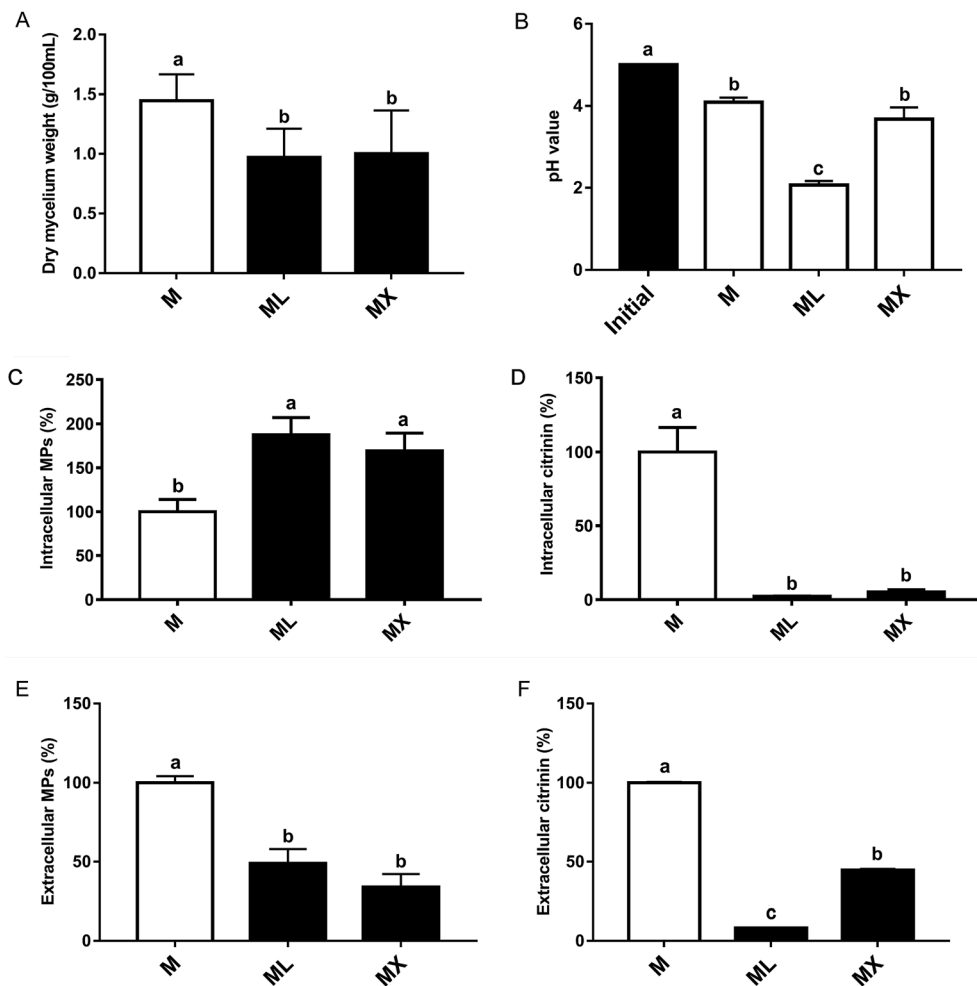 A
Dry mycelium weight (g/100mL)
2.0
1.5
1.0
0.5
0.0
a
b
b
M
ML
MX
B
pH value
6
4
2
0
a
b
c
b
Initial
M
ML
MX
C
Intracellular MPs (%)
250
200
150
100
50
0
b
a
a
M
ML
MX
D
Intracellular citrinin (%)
150
100
50
0
a
b
b
M
ML
MX
E
Extracellular MPs (%)
150
100
50
0
a
b
b
M
ML
MX
F
Extracellular citrinin (%)
150
100
50
0
a
c
b
M
ML
MX